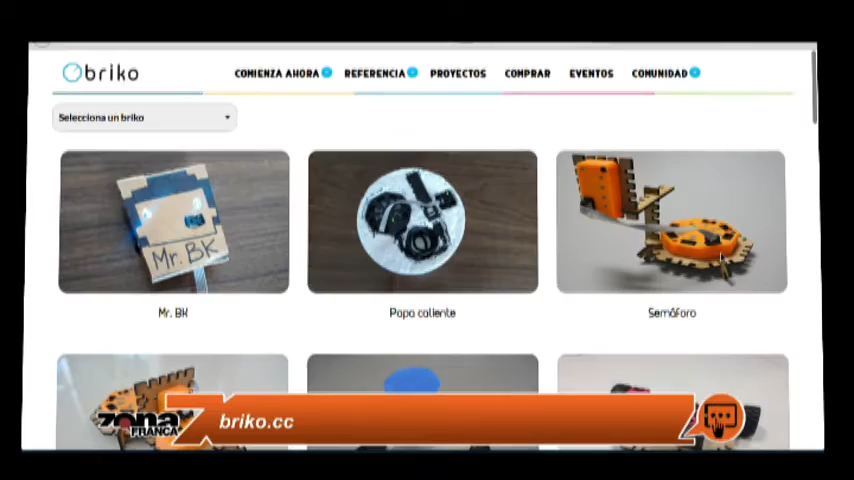 briko
COMIENZA AHORA REFERENCIA PROYECTOS COMPRAR EVENTOS COMUNIDAD
Selecciona un briko
Mr. BK
Mr. BK
Papa caliente
Semáforo
ZONA
FRANCA
briko.cc